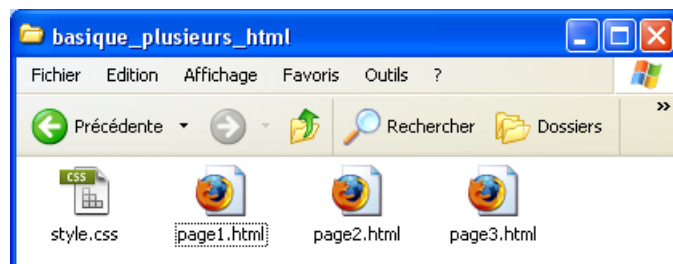 basique_plusieurs_html
Fichier Edition Affichage Favoris Outils ?
Précédente Rechercher Dossiers »
CSS
style.css page1.html page2.html page3.html